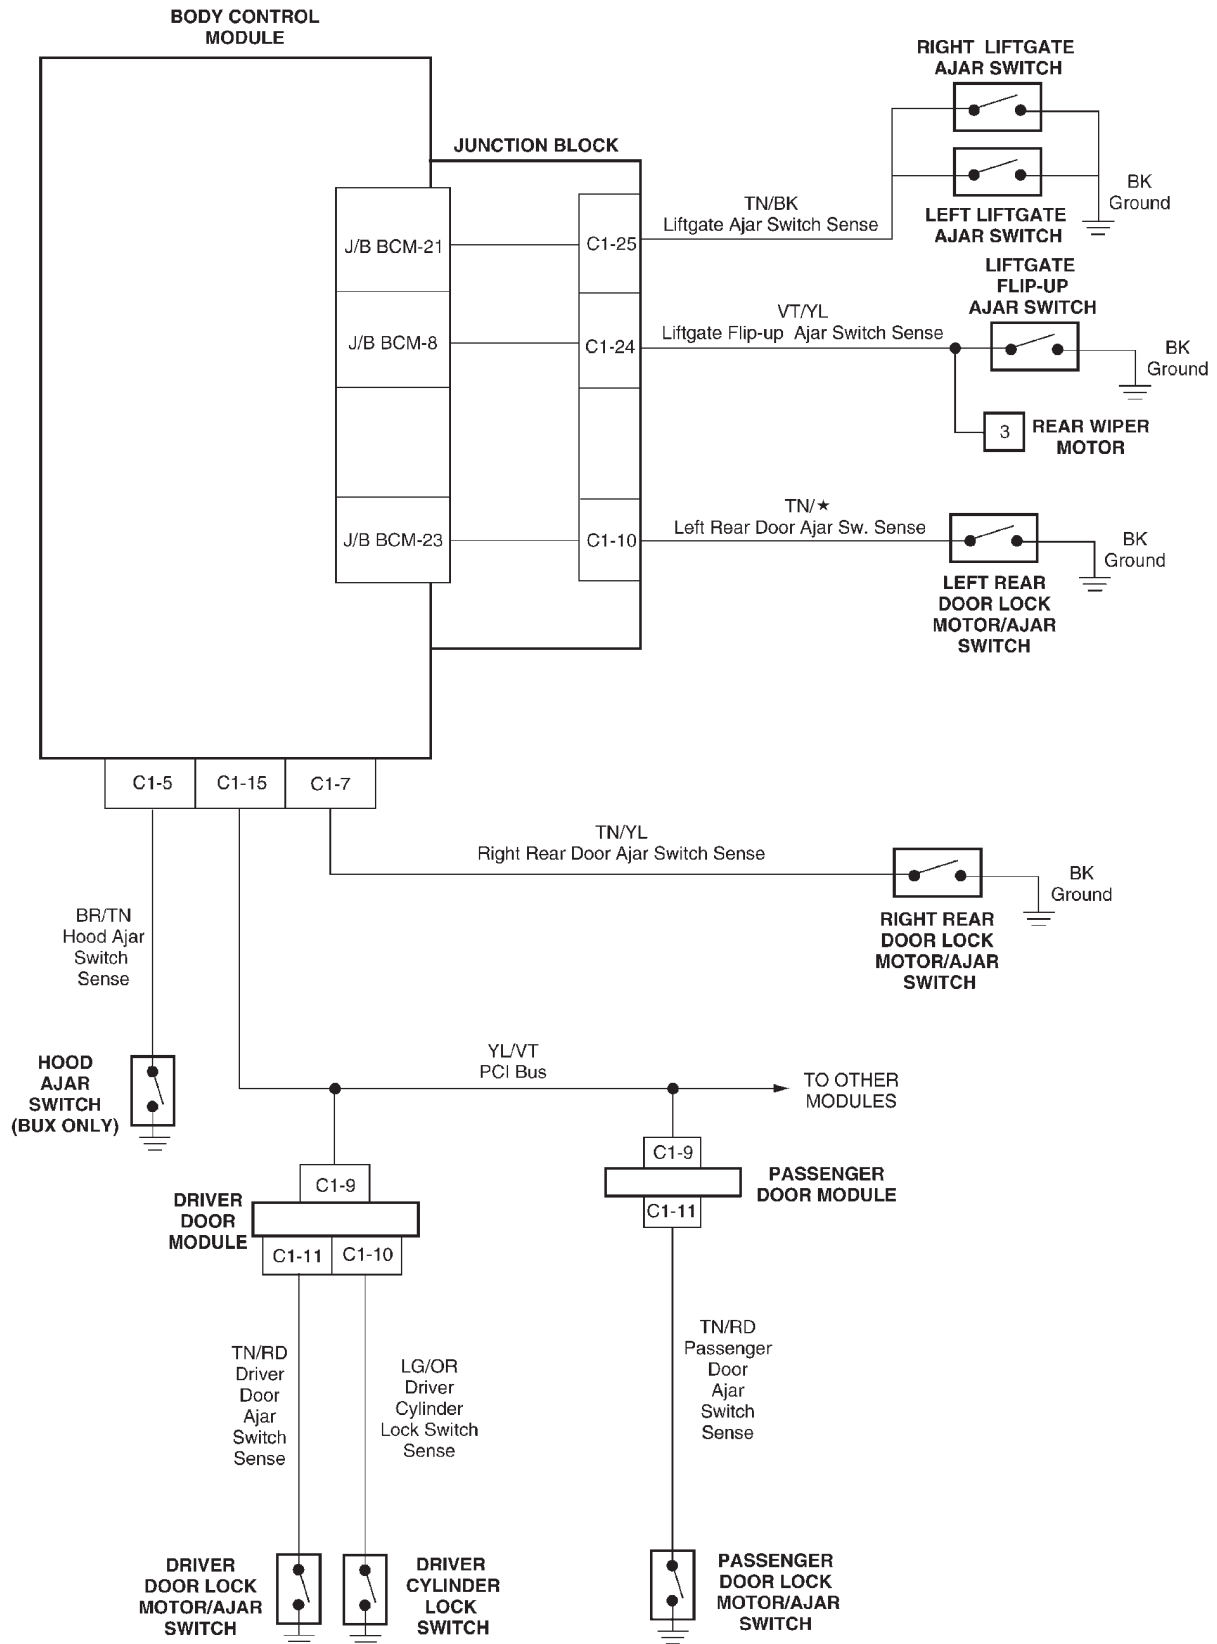 BODY CONTROL
MODULE
RIGHT LIFTGATE
AJAR SWITCH
JUNCTION BLOCK
J/B BCM-21
C1-25
TN/BK
Liftgate Ajar Switch Sense
LEFT LIFTGATE
AJAR SWITCH
BK
Ground
LIFTGATE
FLIP-UP
AJAR SWITCH
J/B BCM-8
C1-24
VT/YL
Liftgate Flip-up Ajar Switch Sense
BK
Ground
3
REAR WIPER
MOTOR
J/B BCM-23
C1-10
TN/★
Left Rear Door Ajar Sw. Sense
BK
Ground
LEFT REAR
DOOR LOCK
MOTOR/AJAR
SWITCH
C1-5
C1-15
C1-7
TN/YL
Right Rear Door Ajar Switch Sense
BK
Ground
RIGHT REAR
DOOR LOCK
MOTOR/AJAR
SWITCH
BR/TN
Hood Ajar
Switch
Sense
HOOD
AJAR
SWITCH
(BUX ONLY)
YL/VT
PCI Bus
TO OTHER
MODULES
C1-9
DRIVER
DOOR
MODULE
C1-11
C1-10
C1-9
PASSENGER
DOOR MODULE
C1-11
TN/RD
Driver
Door
Ajar
Switch
Sense
LG/OR
Driver
Cylinder
Lock Switch
Sense
TN/RD
Passenger
Door
Ajar
Switch
Sense
DRIVER
DOOR LOCK
MOTOR/AJAR
SWITCH
DRIVER
CYLINDER
LOCK
SWITCH
PASSENGER
DOOR LOCK
MOTOR/AJAR
SWITCH